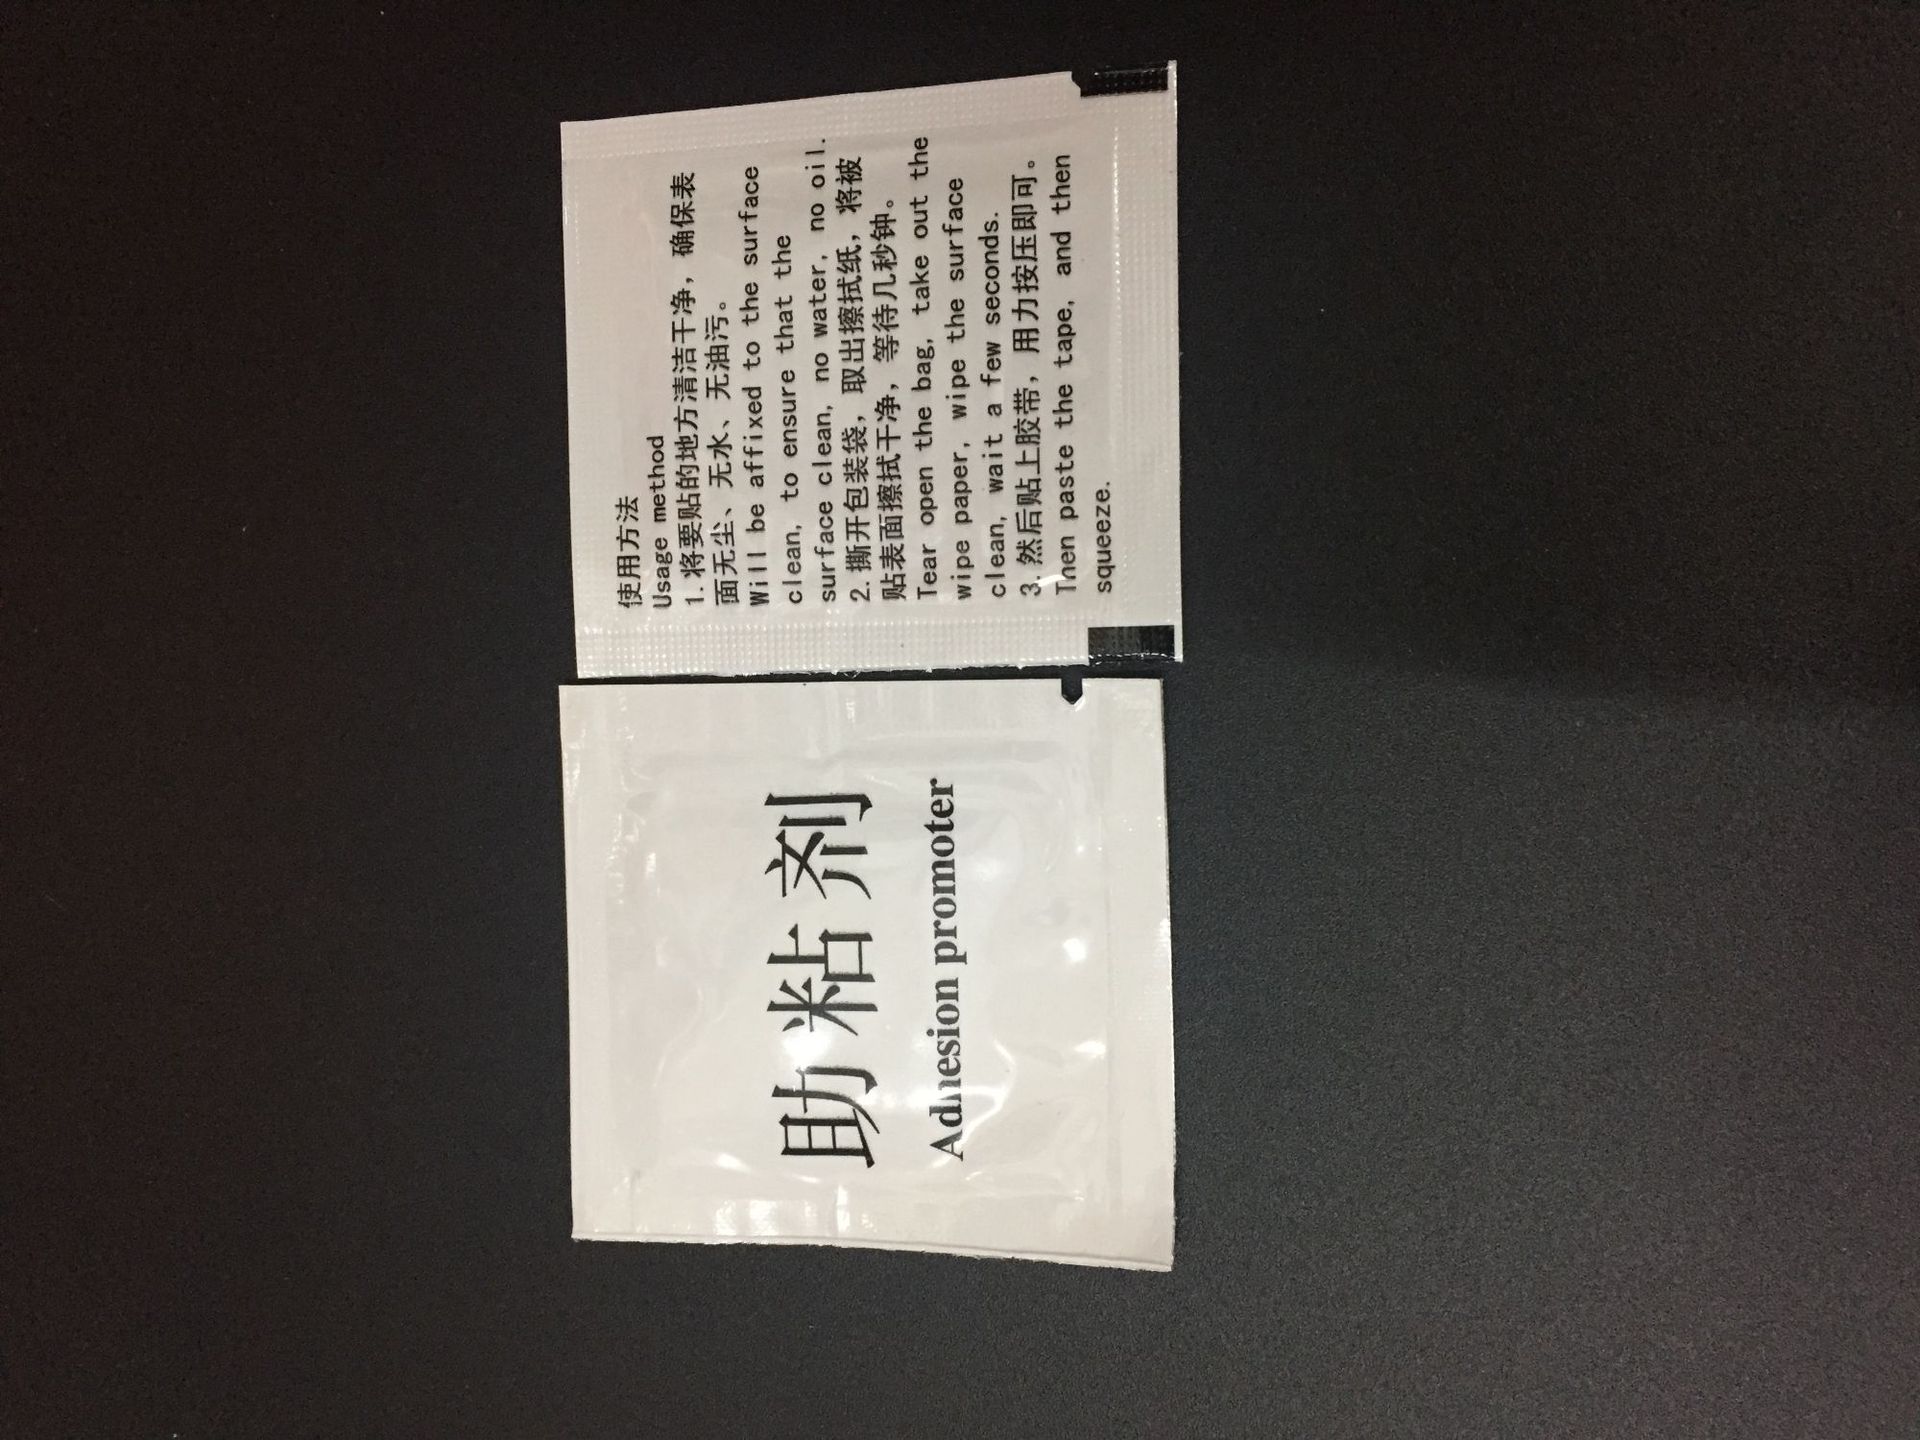 使用方法
Usage method
1.将要贴的地方清洁干净，确保表
面无尘、无水、无油污。
Will be affixed to the surface
clean, to ensure that the
surface clean, no water, no oil.
2.撕开包装袋，取出擦拭纸，将被
贴表面擦拭干净，等待几秒钟。
Tear open the bag, take out the
wipe paper, wipe the surface
clean, wait a few seconds.
3.然后贴上胶带，用力按压即可。
Then paste the tape, and then
squeeze.
助粘剂
Adhesion promoter